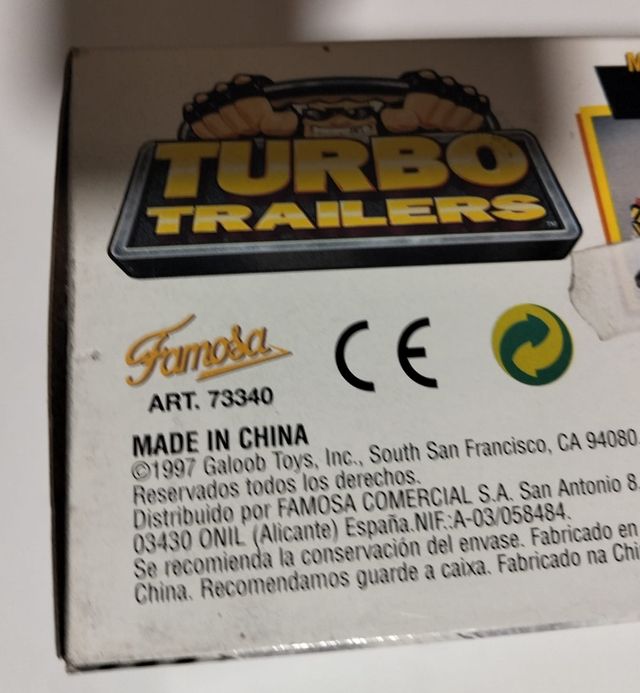 TURBO
TRAILERS
TM
Famosa
CE
ART. 73340
MADE IN CHINA
©1997 Galoob Toys, Inc., South San Francisco, CA 94080.
Reservados todos los derechos.
Distribuido por FAMOSA COMERCIAL S.A. San Antonio 8.
03430 ONIL (Alicante) España.NIF.:A-03/058484.
Se recomienda la conservación del envase. Fabricado en
China. Recomendamos guarde a caixa. Fabricado na Chi